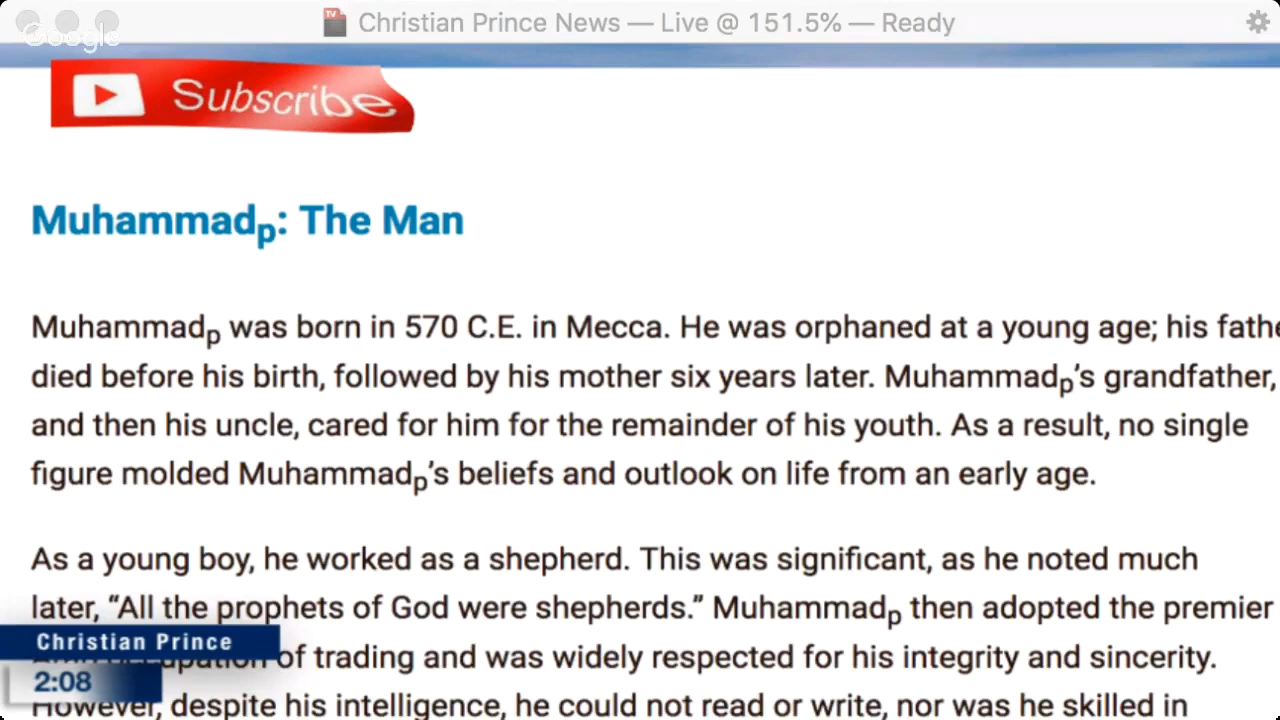 Christian Prince News — Live @ 151.5% — Ready
Google
Subscribe
Muhammadp: The Man
Muhammadp was born in 570 C.E. in Mecca. He was orphaned at a young age; his fathe
died before his birth, followed by his mother six years later. Muhammadp's grandfather,
and then his uncle, cared for him for the remainder of his youth. As a result, no single
figure molded Muhammadp's beliefs and outlook on life from an early age.
As a young boy, he worked as a shepherd. This was significant, as he noted much
later, “All the prophets of God were shepherds.” Muhammadp then adopted the premier
of trading and was widely respected for his integrity and sincerity.
However, despite his intelligence, he could not read or write, nor was he skilled in
Christian Prince
2:08